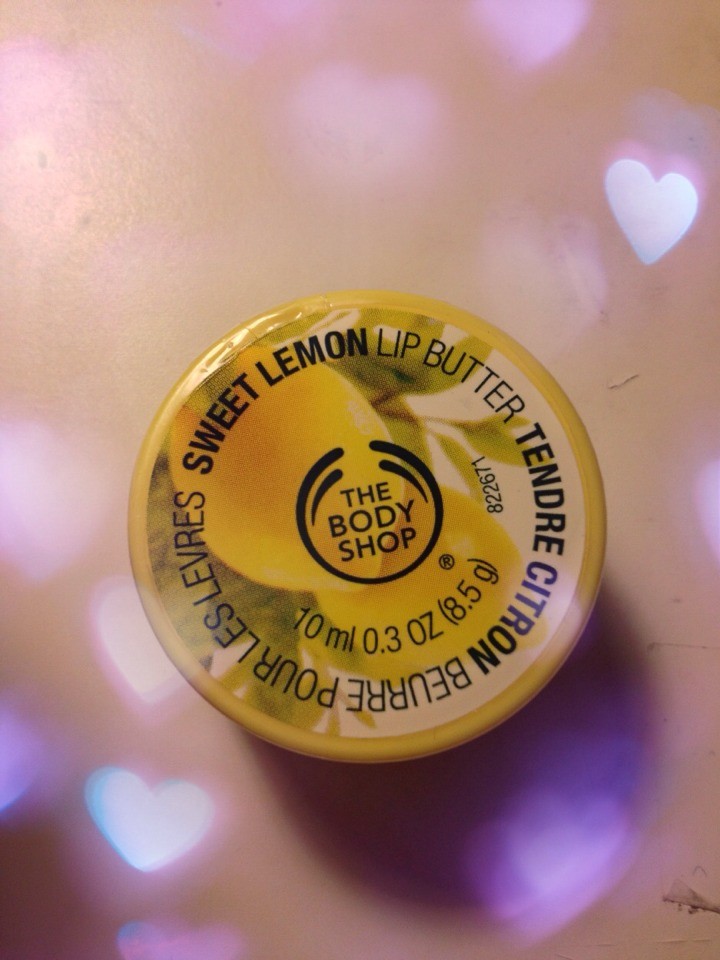 SWEET LEMON LIP BUTTER TENDRE CITRON BEURRE POUR LES LEVRES
THE
BODY
SHOP
®
822671
10 ml 0.3 OZ (8.5 g)